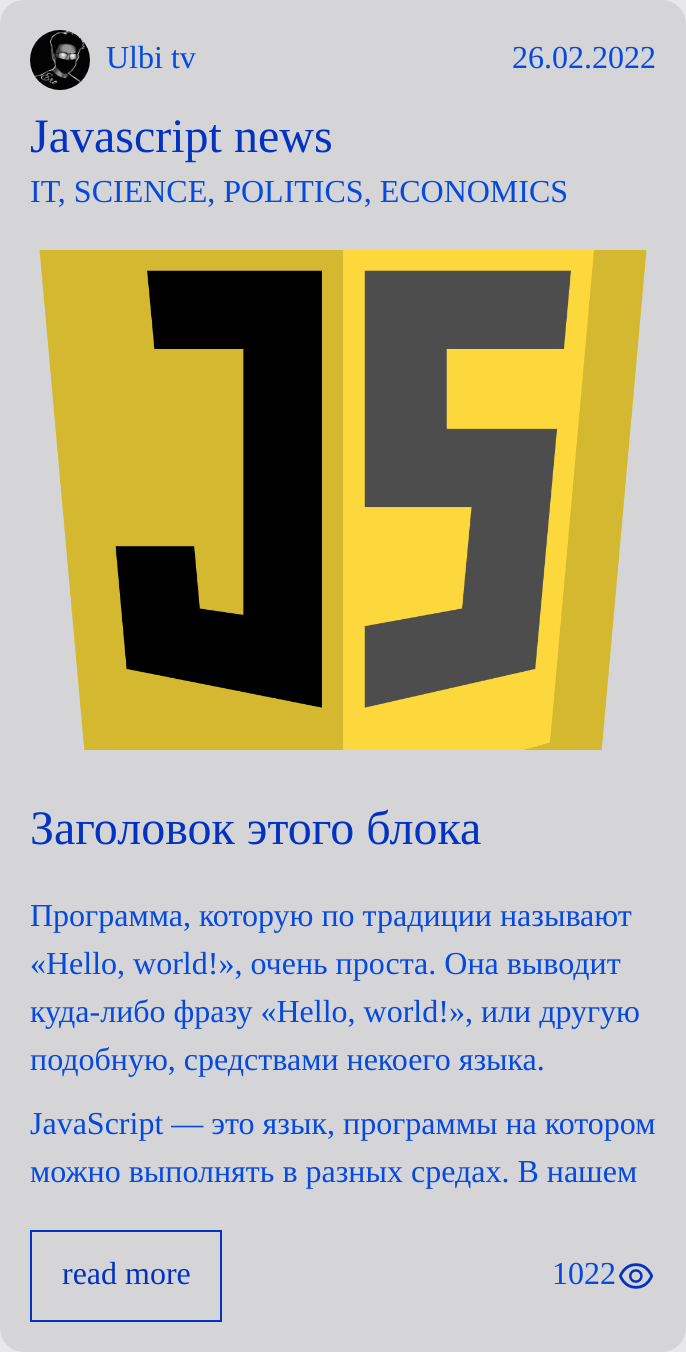 Ulbi tv
26.02.2022
Javascript news
IT, SCIENCE, POLITICS, ECONOMICS
JS
Заголовок этого блока
Программа, которую по традиции называют
«Hello, world!», очень проста. Она выводит
куда-либо фразу «Hello, world!», или другую
подобную, средствами некоего языка.
JavaScript — это язык, программы на котором
можно выполнять в разных средах. В нашем
read more
1022